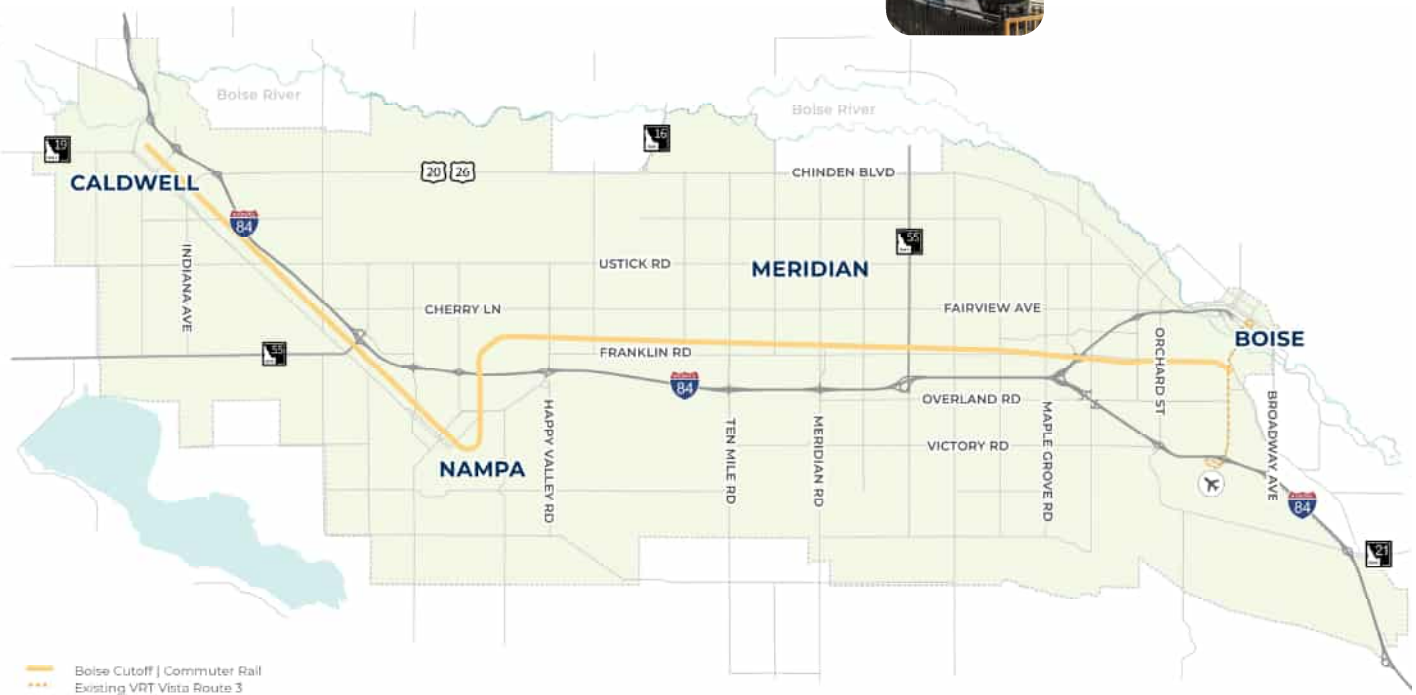 Boise River
Boise River
19
16
20 26
CHINDEN BLVD
CALDWELL
84
55
INDIANA AVE
USTICK RD
MERIDIAN
CHERRY LN
FAIRVIEW AVE
BOISE
55
FRANKLIN RD
ORCHARD ST
84
OVERLAND RD
BROADWAY AVE
HAPPY VALLEY RD
TEN MILE RD
MERIDIAN RD
MAPLE GROVE RD
VICTORY RD
NAMPA
84
21
Boise Cutoff | Commuter Rail
Existing VRT Vista Route 3